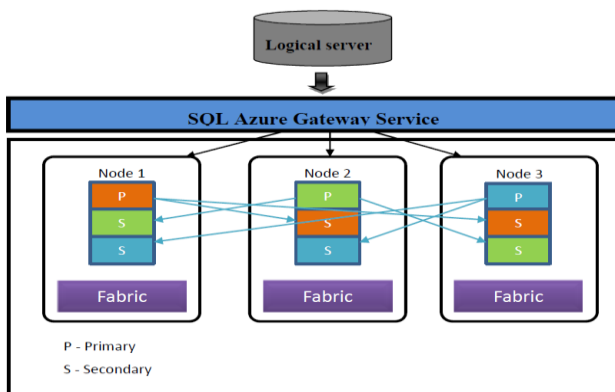 Logical server
SQL Azure Gateway Service
Node 1
Node 2
Node 3
P
P
P
S
S
S
S
S
S
Fabric
Fabric
Fabric
P - Primary
S - Secondary